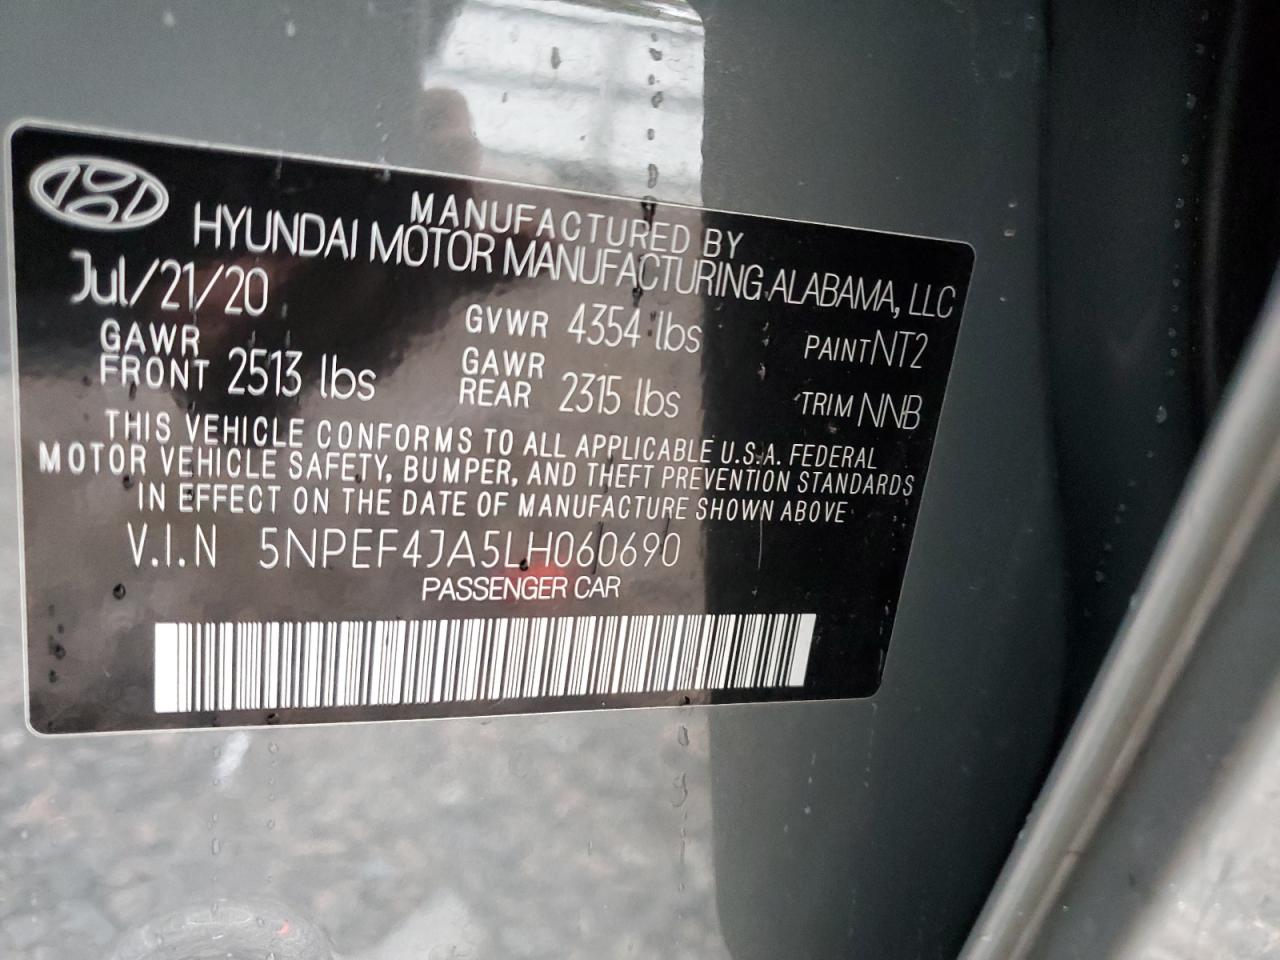 MANUFACTURED BY
HYUNDAI MOTOR MANUFACTURING ALABAMA, LLC
Jul/21/20
GVWR 4354 lbs
PAINT NT2
GAWR FRONT 2513 lbs
GAWR REAR 2315 lbs
TRIM NNB
THIS VEHICLE CONFORMS TO ALL APPLICABLE U.S.A. FEDERAL
MOTOR VEHICLE SAFETY, BUMPER, AND THEFT PREVENTION STANDARDS
IN EFFECT ON THE DATE OF MANUFACTURE SHOWN ABOVE
V.I.N 5NPEF4JA5LH060690
PASSENGER CAR